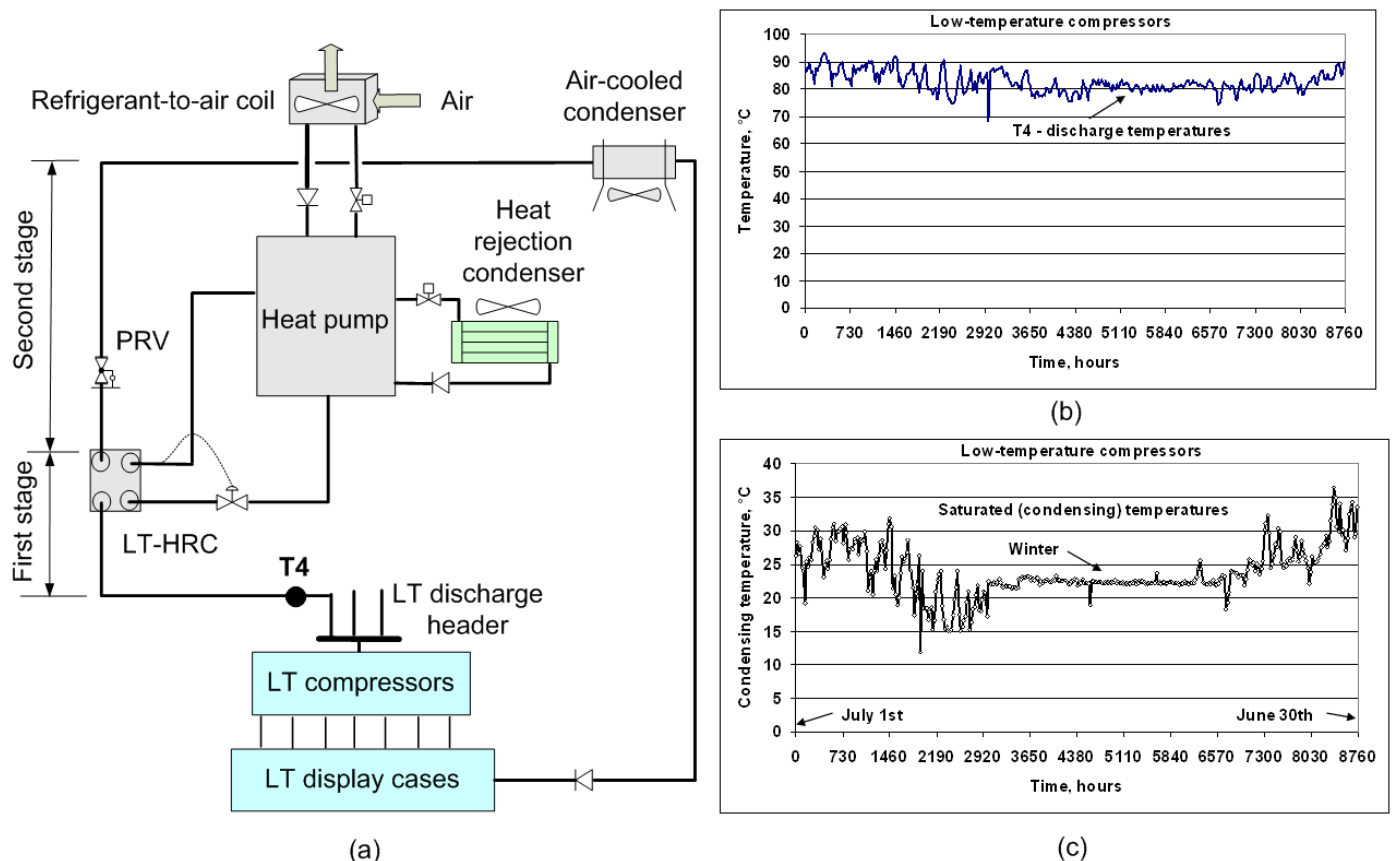 Refrigerant-to-air coil
Air
Air-cooled
condenser
Second stage
Heat
rejection
condenser
Heat pump
PRV
First stage
LT-HRC
T4
LT discharge
header
LT compressors
LT display cases
(a)
Low-temperature compressors
Temperature, °C
100
90
80
70
60
50
40
30
20
10
0
T4 - discharge temperatures
0 730 1460 2190 2920 3650 4380 5110 5840 6570 7300 8030 8760
Time, hours
(b)
Low-temperature compressors
Condensing temperature, °C
40
35
30
25
20
15
10
5
0
Saturated (condensing) temperatures
Winter
July 1st
June 30th
0 730 1460 2190 2920 3650 4380 5110 5840 6570 7300 8030 8760
Time, hours
(c)